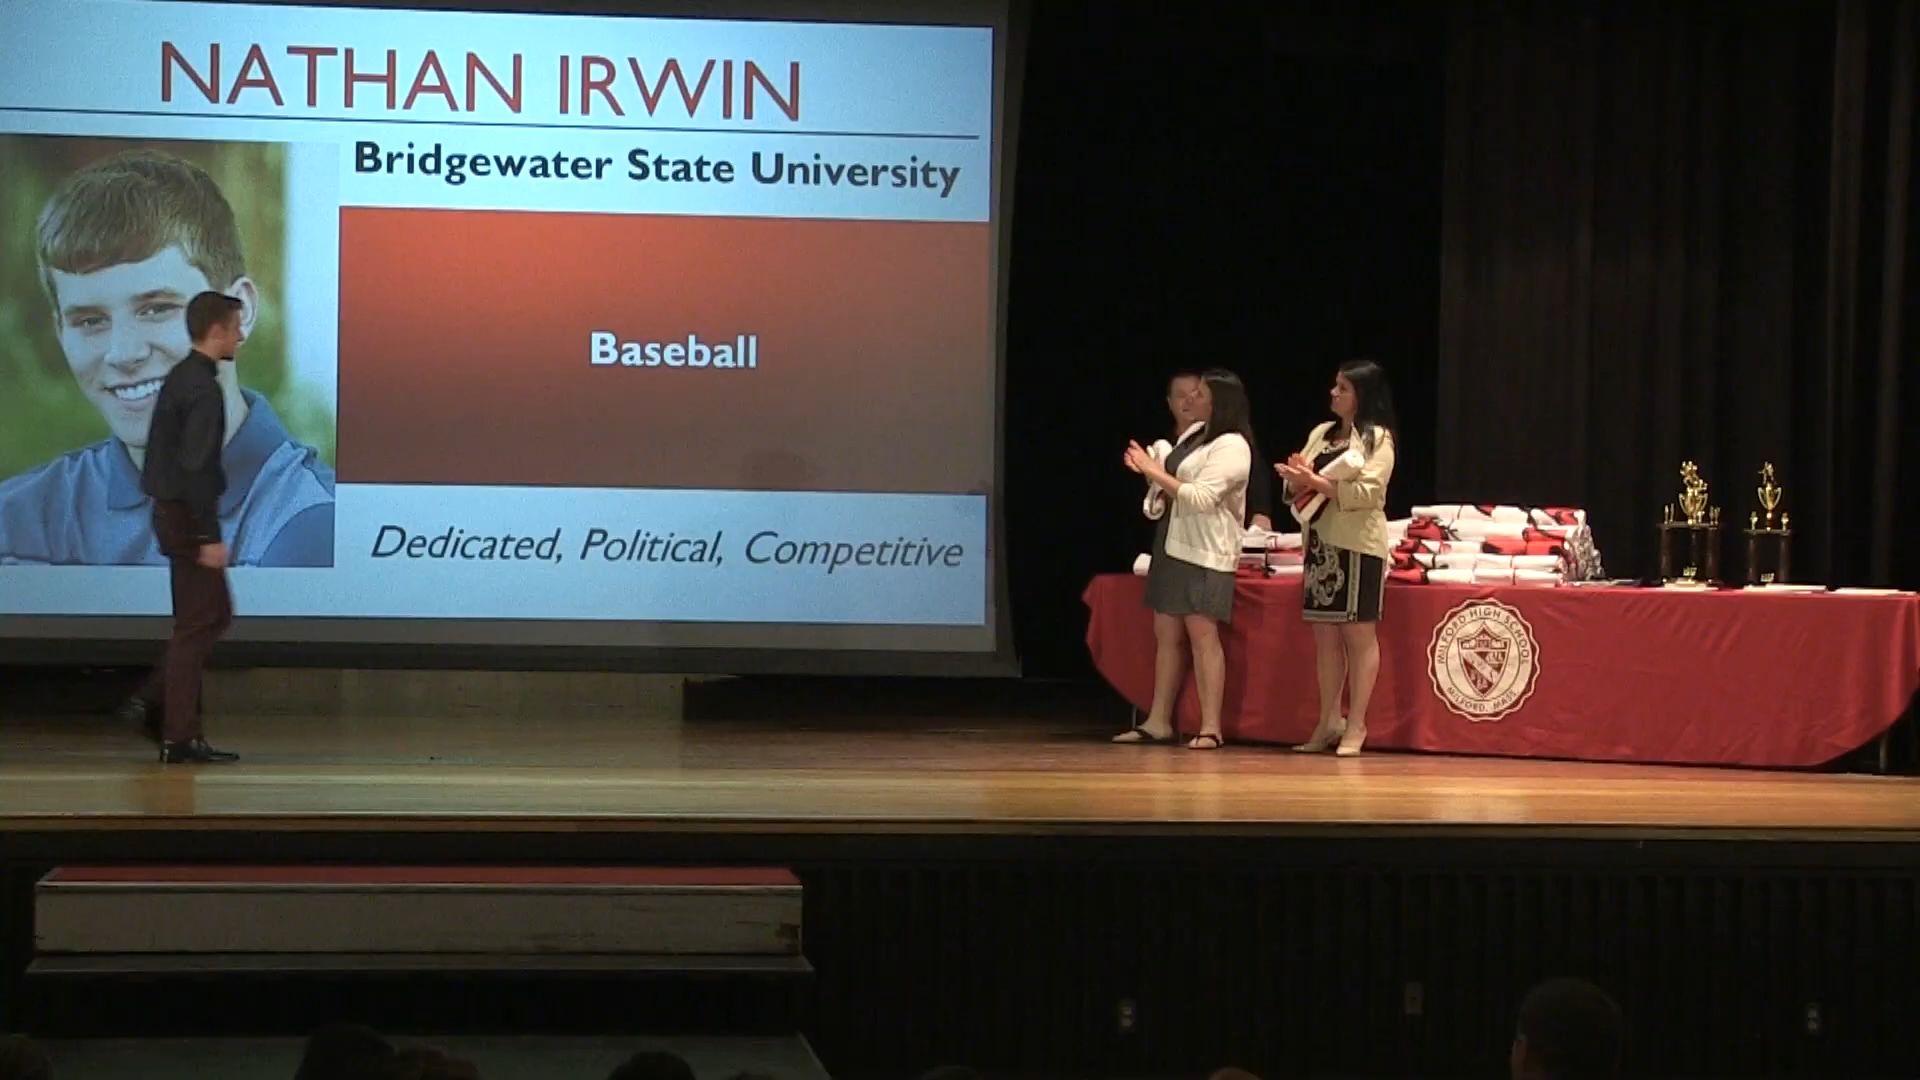 NATHAN IRWIN
Bridgewater State University
Baseball
Dedicated, Political, Competitive
MILFORD HIGH SCHOOL
MILFORD, MASS.